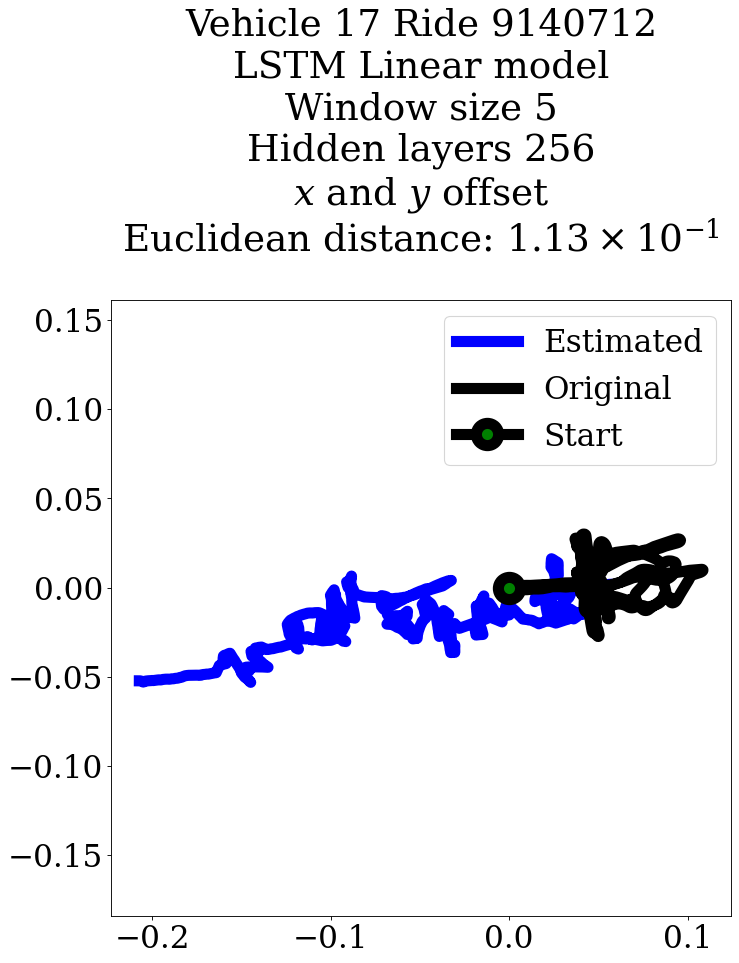 Vehicle 17 Ride 9140712
LSTM Linear model
Window size 5
Hidden layers 256
x and y offset
Euclidean distance: 1.13 × 10⁻¹
Estimated
Original
Start
0.15
0.10
0.05
0.00
−0.05
−0.10
−0.15
−0.2 −0.1 0.0 0.1